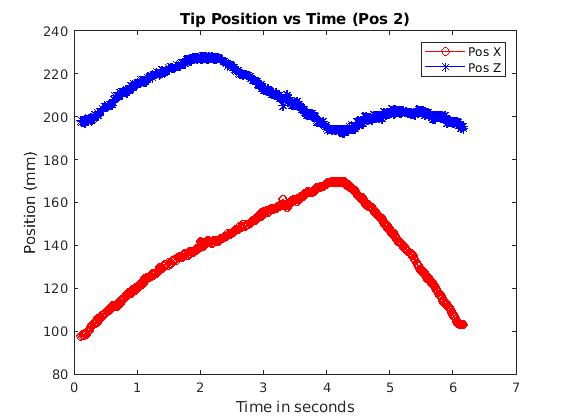 Tip Position vs Time (Pos 2)
Pos X
Pos Z
240
220
200
180
160
140
120
100
80
Position (mm)
0 1 2 3 4 5 6 7
Time in seconds